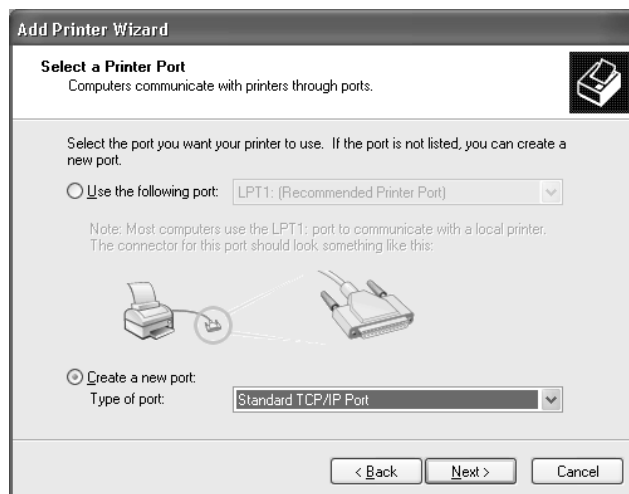 Add Printer Wizard
Select a Printer Port
Computers communicate with printers through ports.
Select the port you want your printer to use. If the port is not listed, you can create a
new port.
Use the following port: LPT1: (Recommended Printer Port)
Note: Most computers use the LPT1: port to communicate with a local printer.
The connector for this port should look something like this:
Create a new port:
Type of port: Standard TCP/IP Port
< Back Next > Cancel